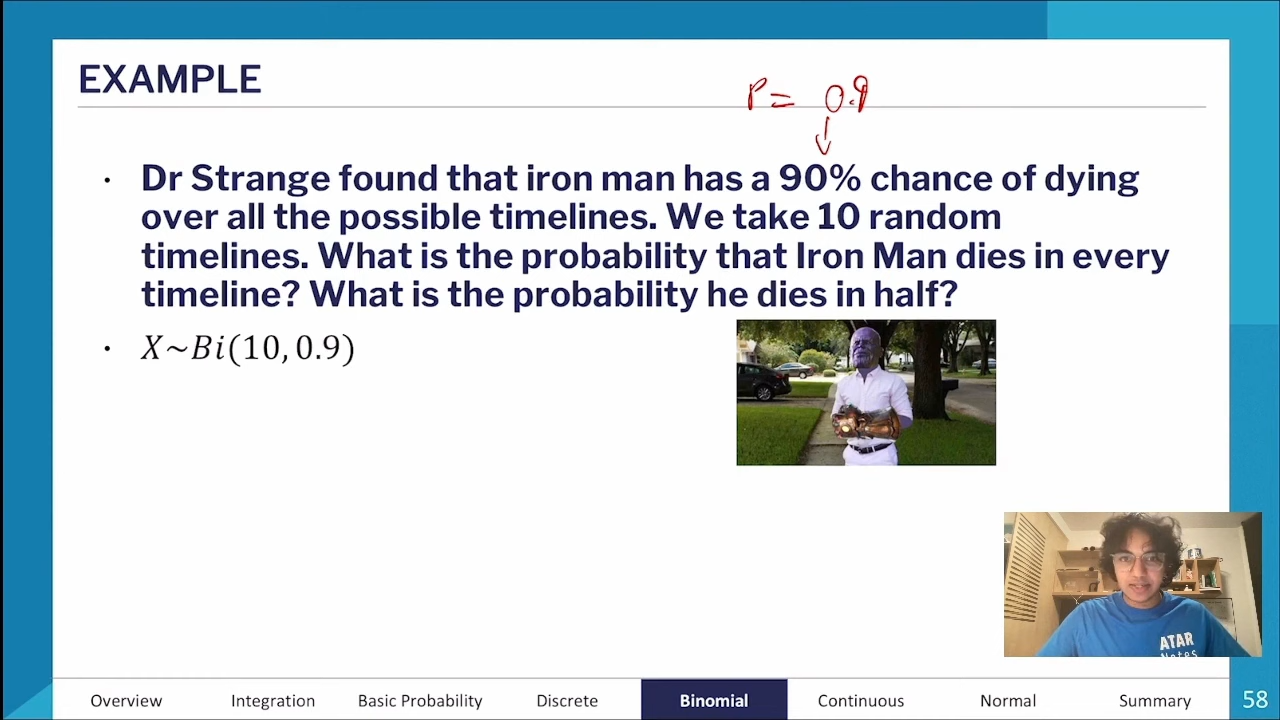 EXAMPLE
P = 0.9
• Dr Strange found that iron man has a 90% chance of dying
over all the possible timelines. We take 10 random
timelines. What is the probability that Iron Man dies in every
timeline? What is the probability he dies in half?
• X~Bi(10, 0.9)
ATAR
Notes
Overview Integration Basic Probability Discrete Binomial Continuous Normal Summary 58